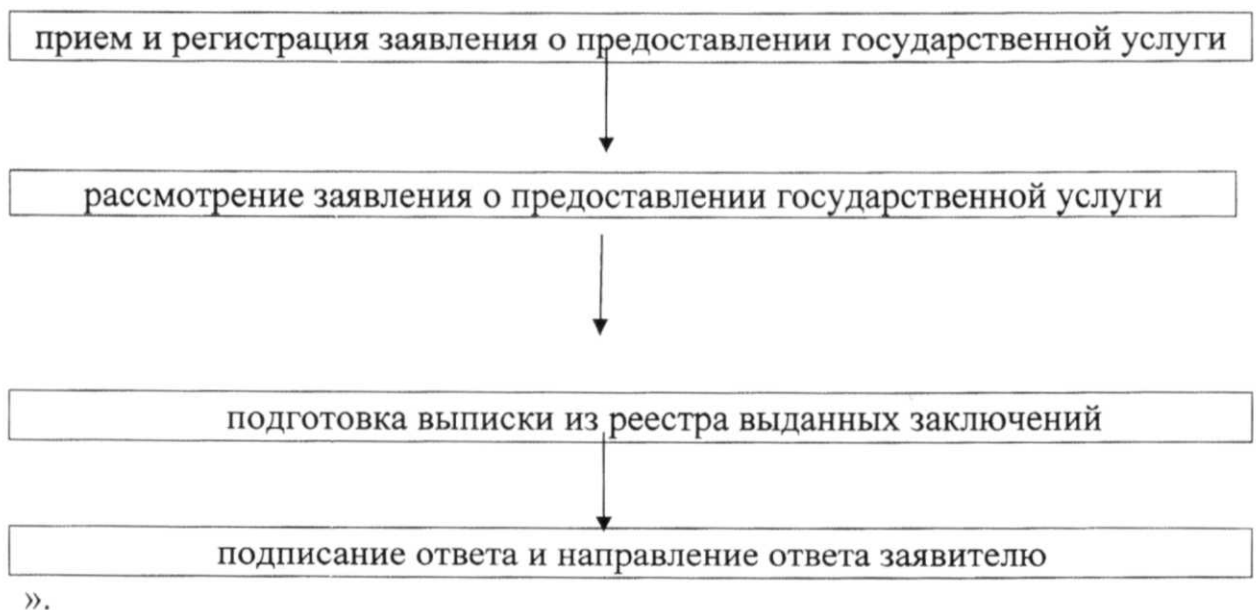 прием и регистрация заявления о предоставлении государственной услуги
рассмотрение заявления о предоставлении государственной услуги
подготовка выписки из реестра выданных заключений
подписание ответа и направление ответа заявителю
».